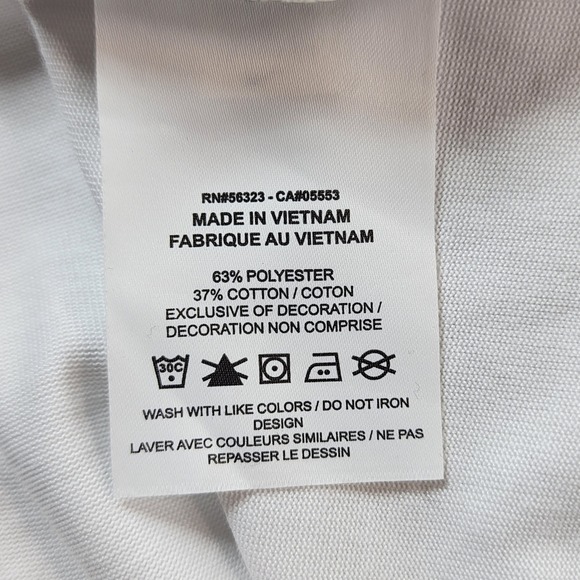 RN#56323 - CA#05553
MADE IN VIETNAM
FABRIQUE AU VIETNAM
63% POLYESTER
37% COTTON / COTON
EXCLUSIVE OF DECORATION /
DECORATION NON COMPRISE
30C
WASH WITH LIKE COLORS / DO NOT IRON
DESIGN
LAVER AVEC COULEURS SIMILAIRES / NE PAS
REPASSER LE DESSIN